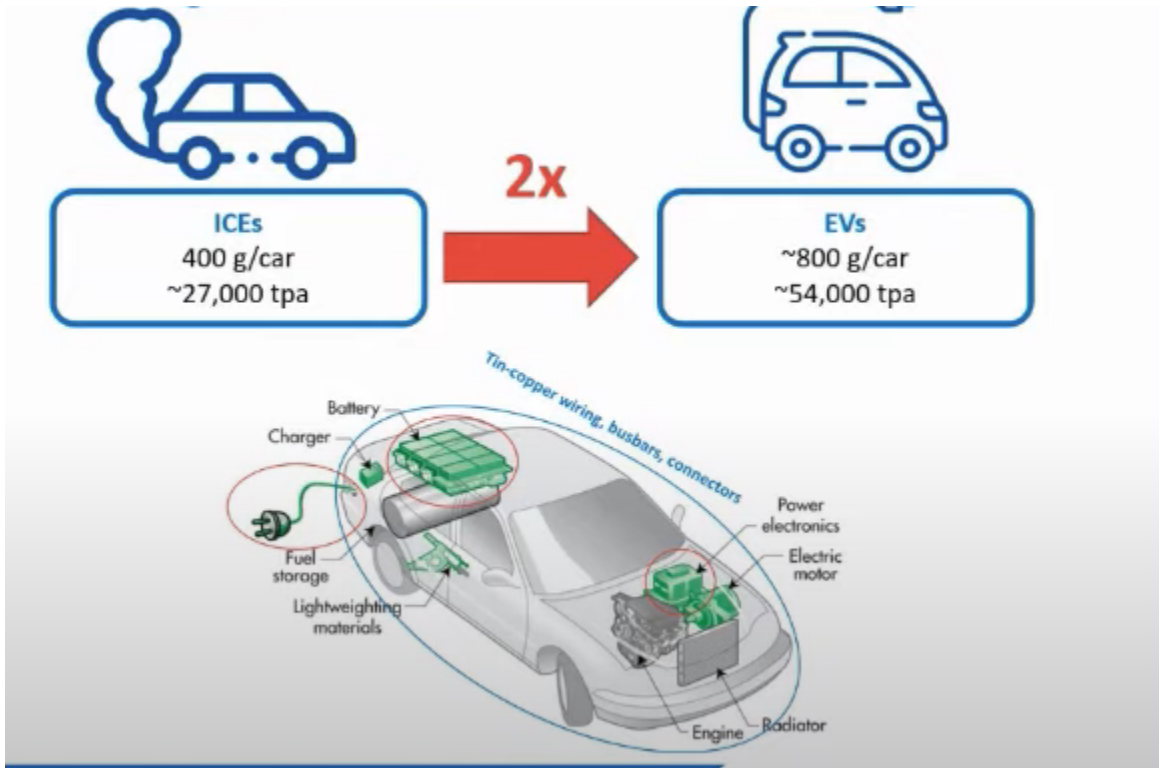 2x
ICEs
400 g/car
~27,000 tpa
EVs
~800 g/car
~54,000 tpa
Tin-copper wiring, busbars, connectors
Battery
Charger
Fuel
storage
Lightweighting
materials
Power
electronics
Electric
motor
Engine
Radiator